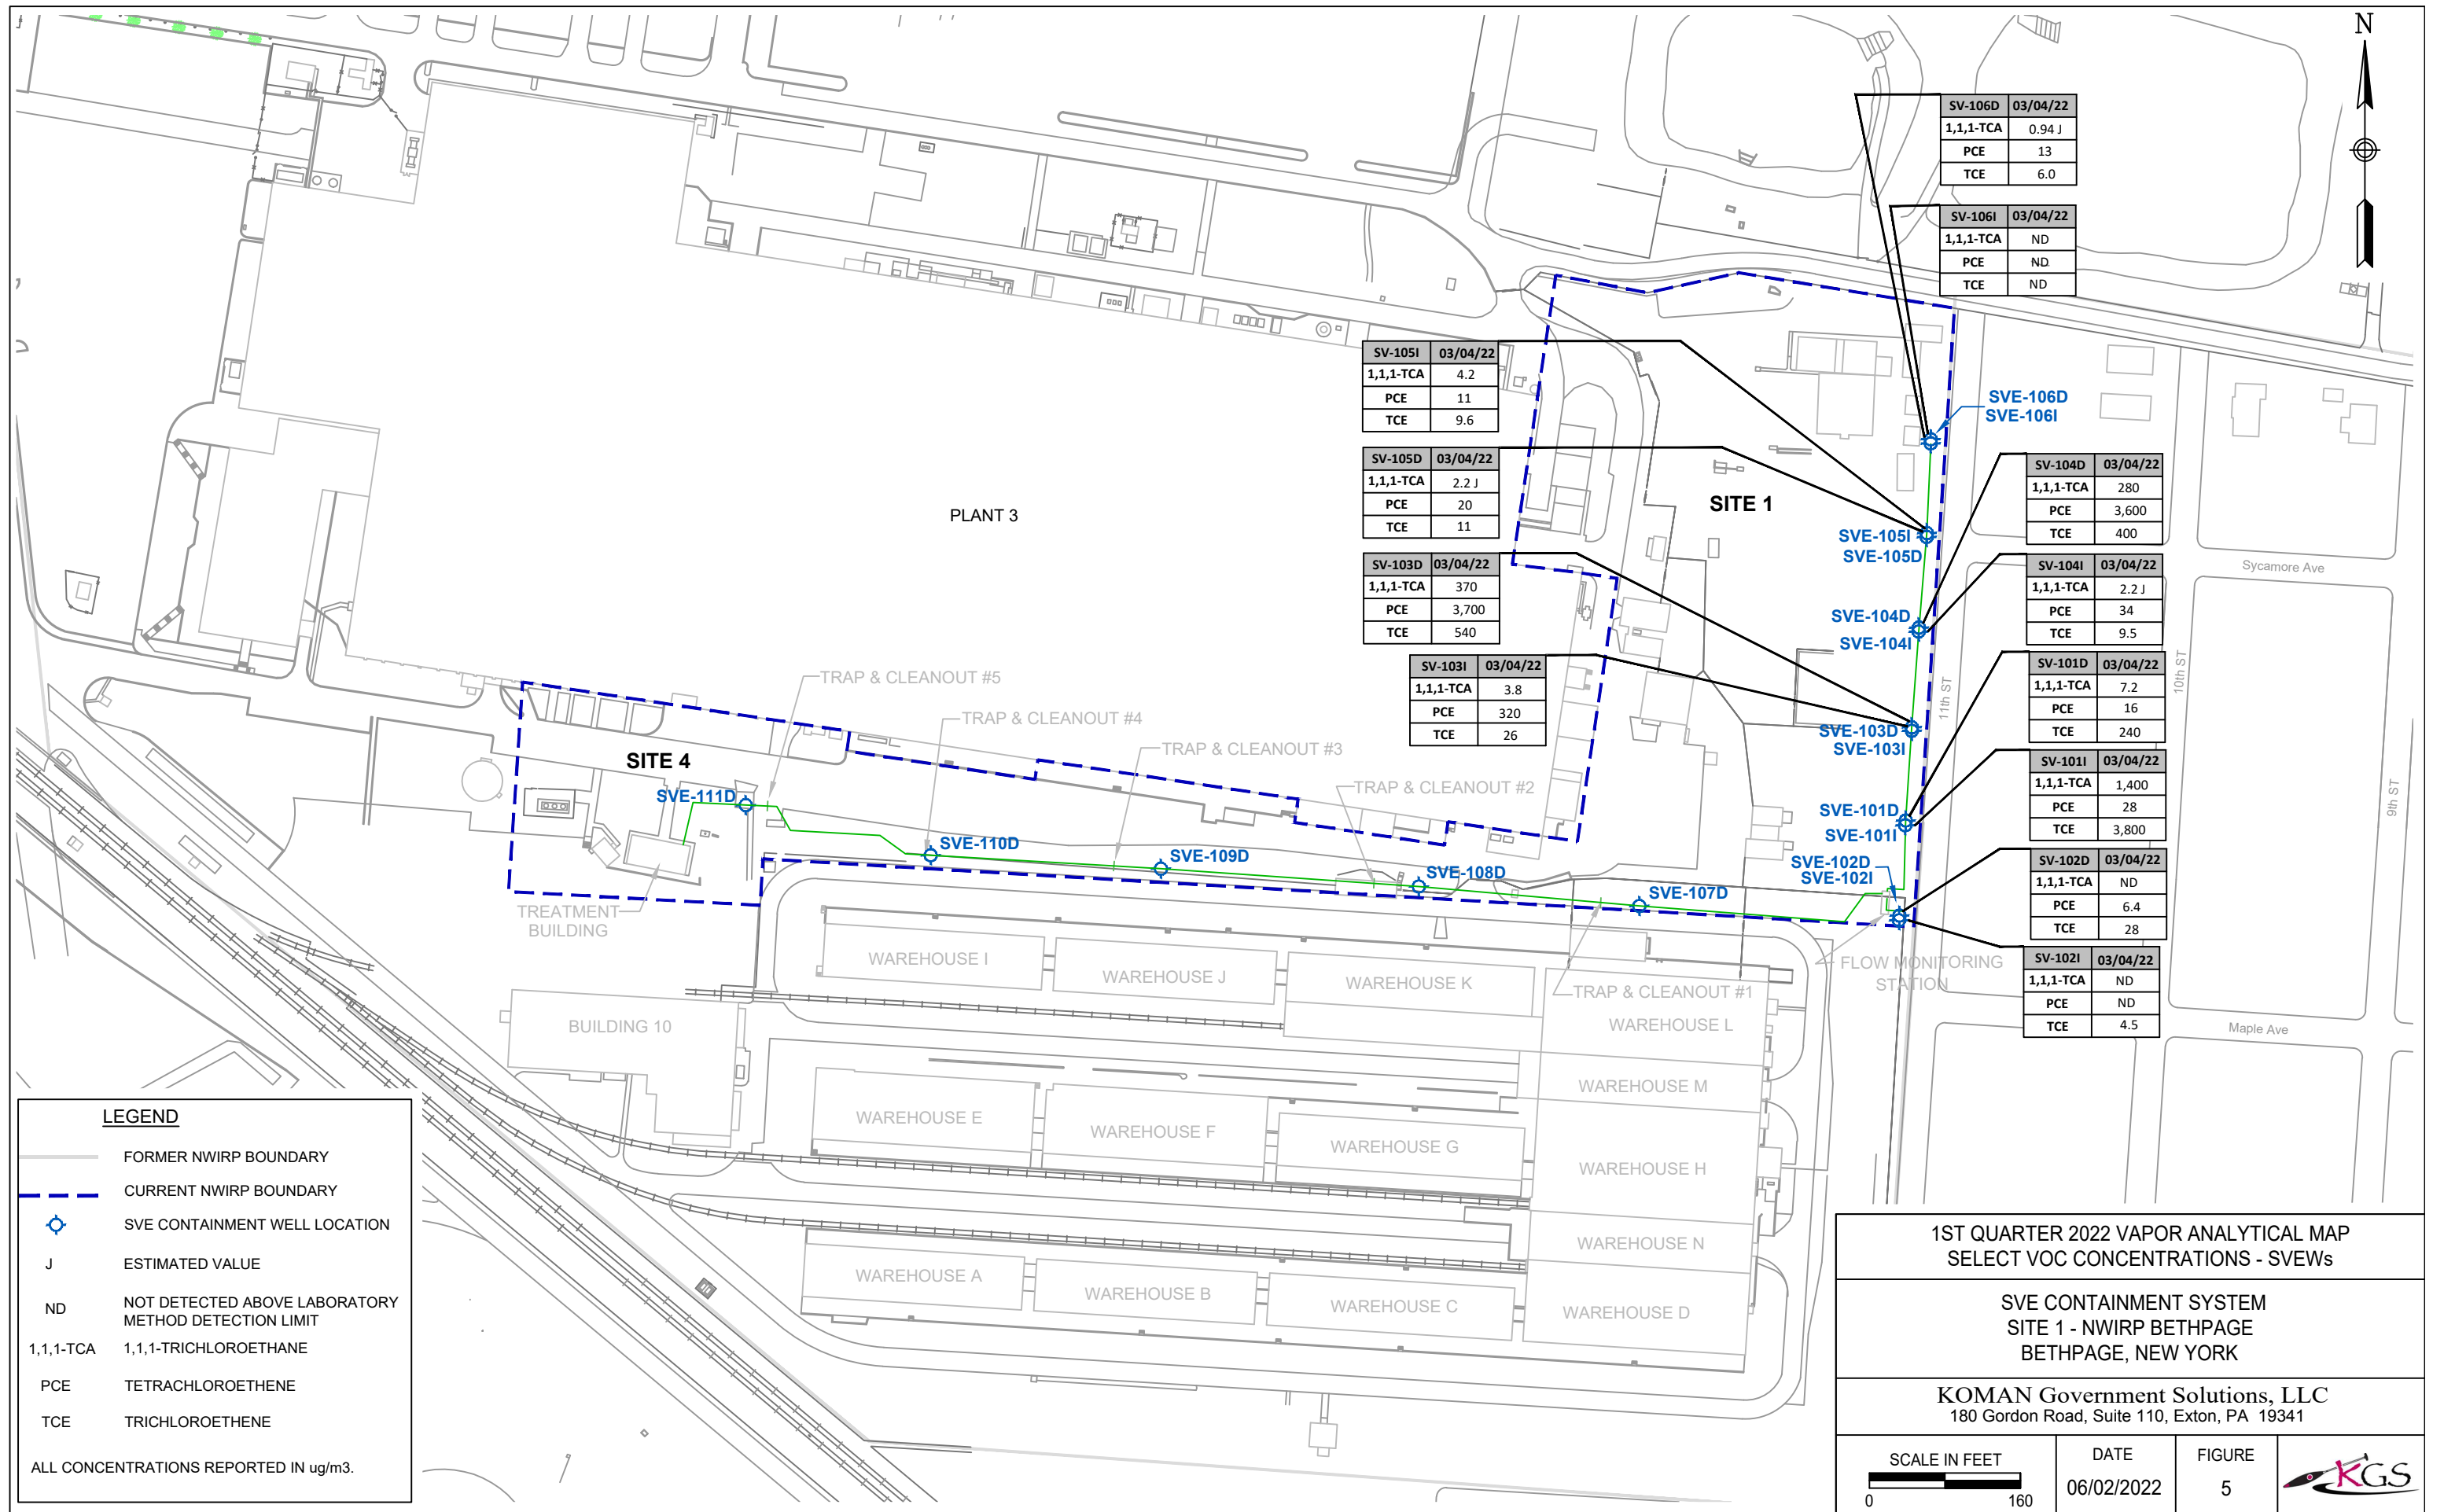 N
SV-106D 03/04/22
1,1,1-TCA 0.94 J
PCE 13
TCE 6.0
SV-106I 03/04/22
1,1,1-TCA ND
PCE ND
TCE ND
SV-105I 03/04/22
1,1,1-TCA 4.2
PCE 11
TCE 9.6
SV-105D 03/04/22
1,1,1-TCA 2.2 J
PCE 20
TCE 11
SV-103D 03/04/22
1,1,1-TCA 370
PCE 3,700
TCE 540
SV-103I 03/04/22
1,1,1-TCA 3.8
PCE 320
TCE 26
SV-104D 03/04/22
1,1,1-TCA 280
PCE 3,600
TCE 400
SV-104I 03/04/22
1,1,1-TCA 2.2 J
PCE 34
TCE 9.5
SV-101D 03/04/22
1,1,1-TCA 7.2
PCE 16
TCE 240
SV-101I 03/04/22
1,1,1-TCA 1,400
PCE 28
TCE 3,800
SV-102D 03/04/22
1,1,1-TCA ND
PCE 6.4
TCE 28
SV-102I 03/04/22
1,1,1-TCA ND
PCE ND
TCE 4.5
SVE-106D
SVE-106I
SITE 1
SVE-105I
SVE-105D
SVE-104D
SVE-104I
SVE-103D
SVE-103I
SVE-101D
SVE-101I
SVE-102D
SVE-102I
Sycamore Ave
11th ST
10th ST
9th ST
Maple Ave
PLANT 3
SITE 4
TRAP & CLEANOUT #5
TRAP & CLEANOUT #4
TRAP & CLEANOUT #3
TRAP & CLEANOUT #2
TRAP & CLEANOUT #1
SVE-111D
SVE-110D
SVE-109D
SVE-108D
SVE-107D
TREATMENT
BUILDING
FLOW MONITORING
STATION
BUILDING 10
WAREHOUSE I
WAREHOUSE J
WAREHOUSE K
WAREHOUSE L
WAREHOUSE M
WAREHOUSE E
WAREHOUSE F
WAREHOUSE G
WAREHOUSE H
WAREHOUSE N
WAREHOUSE A
WAREHOUSE B
WAREHOUSE C
WAREHOUSE D
LEGEND
FORMER NWIRP BOUNDARY
CURRENT NWIRP BOUNDARY
SVE CONTAINMENT WELL LOCATION
J ESTIMATED VALUE
ND NOT DETECTED ABOVE LABORATORY
METHOD DETECTION LIMIT
1,1,1-TCA 1,1,1-TRICHLOROETHANE
PCE TETRACHLOROETHENE
TCE TRICHLOROETHENE
ALL CONCENTRATIONS REPORTED IN ug/m3.
1ST QUARTER 2022 VAPOR ANALYTICAL MAP
SELECT VOC CONCENTRATIONS - SVEWs
SVE CONTAINMENT SYSTEM
SITE 1 - NWIRP BETHPAGE
BETHPAGE, NEW YORK
KOMAN Government Solutions, LLC
180 Gordon Road, Suite 110, Exton, PA 19341
SCALE IN FEET
0 160
DATE
06/02/2022
FIGURE
5
KGS